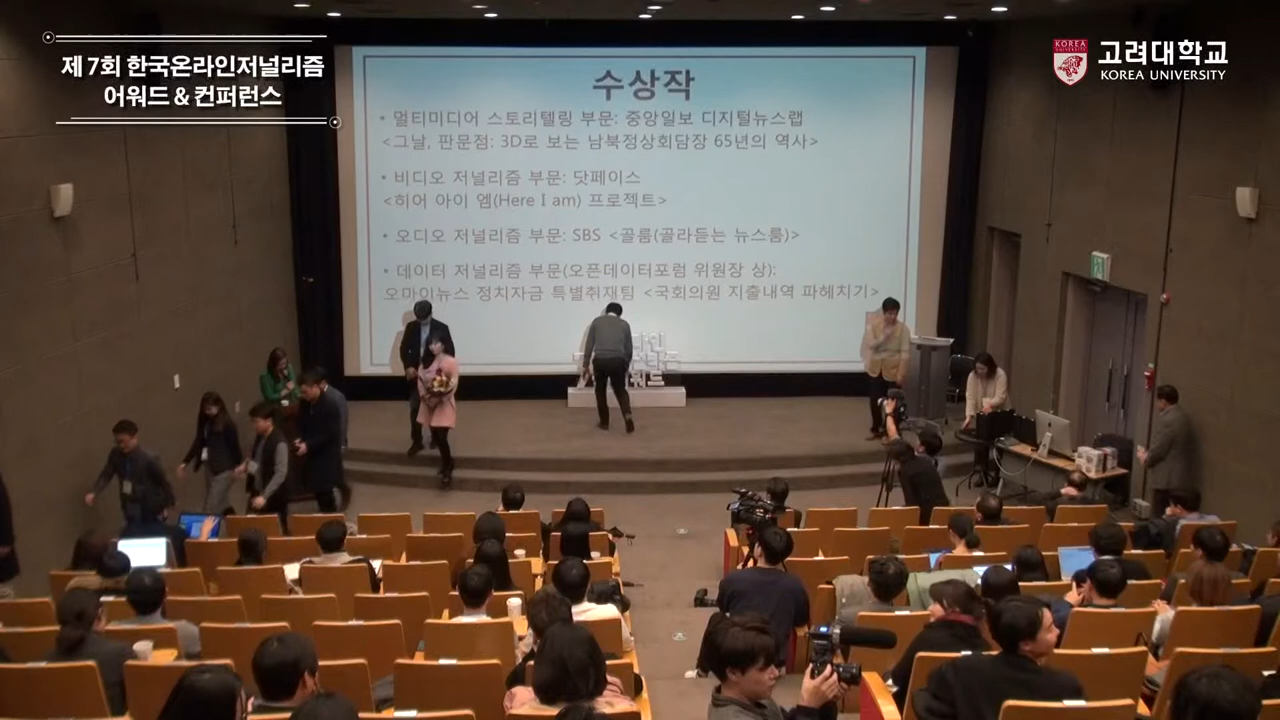 제 7회 한국온라인저널리즘
어워드 & 컨퍼런스
KOREA
고려대학교
KOREA UNIVERSITY
수상작
• 멀티미디어 스토리텔링 부문: 중앙일보 디지털뉴스랩
<그날, 판문점: 3D로 보는 남북정상회담장 65년의 역사>
• 비디오 저널리즘 부문: 닷페이스
<히어 아이 엠(Here I am) 프로젝트>
• 오디오 저널리즘 부문: SBS <골룸(골라듣는 뉴스룸)>
• 데이터 저널리즘 부문(오픈데이터포럼 위원장 상):
오마이뉴스 정치자금 특별취재팀 <국회의원 지출내역 파헤치기>